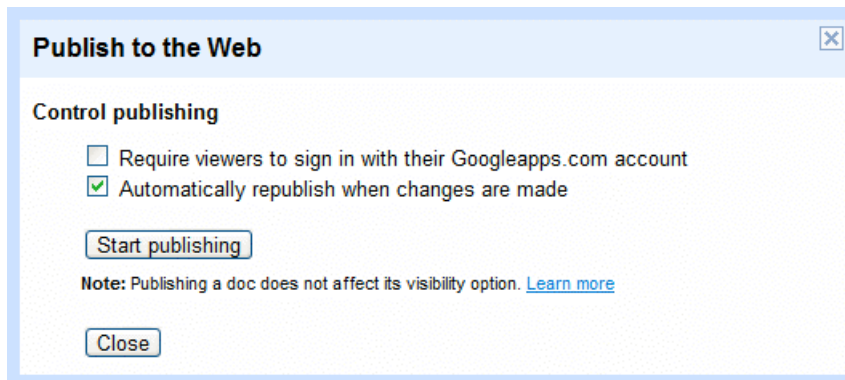 Publish to the Web
Control publishing
Require viewers to sign in with their Googleapps.com account
Automatically republish when changes are made
Start publishing
Note: Publishing a doc does not affect its visibility option. Learn more
Close